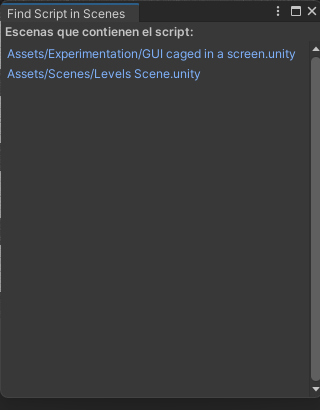 Find Script in Scenes
Escenas que contienen el script:
Assets/Experimentation/GUI caged in a screen.unity
Assets/Scenes/Levels Scene.unity